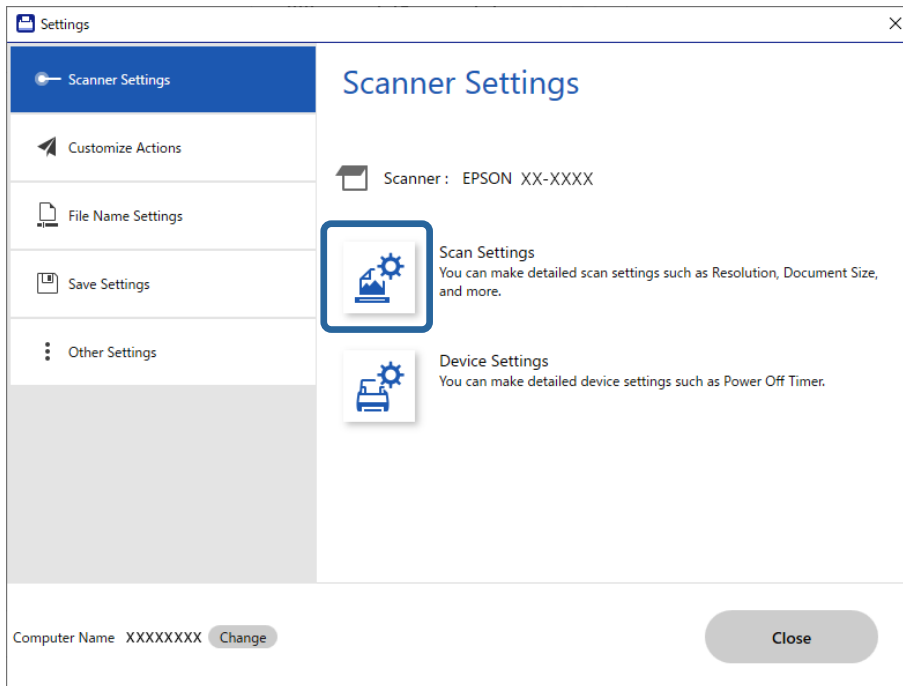 Settings
Scanner Settings
Customize Actions
File Name Settings
Save Settings
Other Settings
Scanner Settings
Scanner : EPSON XX-XXXX
Scan Settings
You can make detailed scan settings such as Resolution, Document Size,
and more.
Device Settings
You can make detailed device settings such as Power Off Timer.
Computer Name XXXXXXXX Change
Close